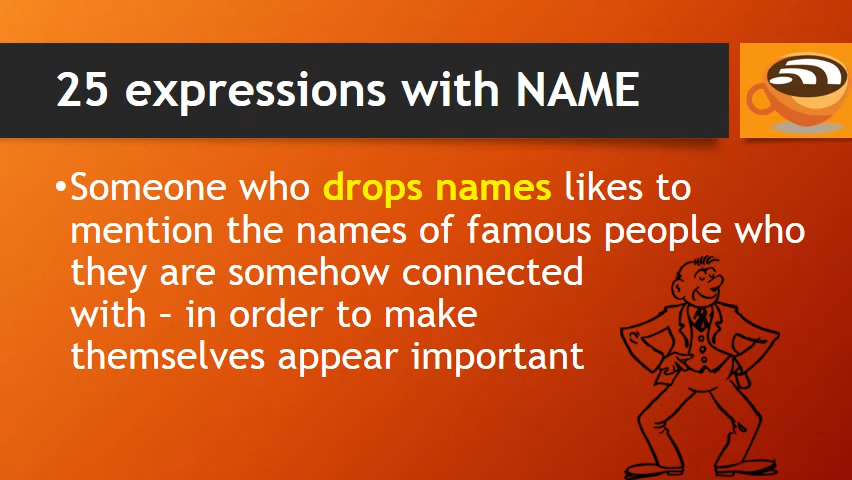 25 expressions with NAME
•Someone who drops names likes to
mention the names of famous people who
they are somehow connected
with – in order to make
themselves appear important